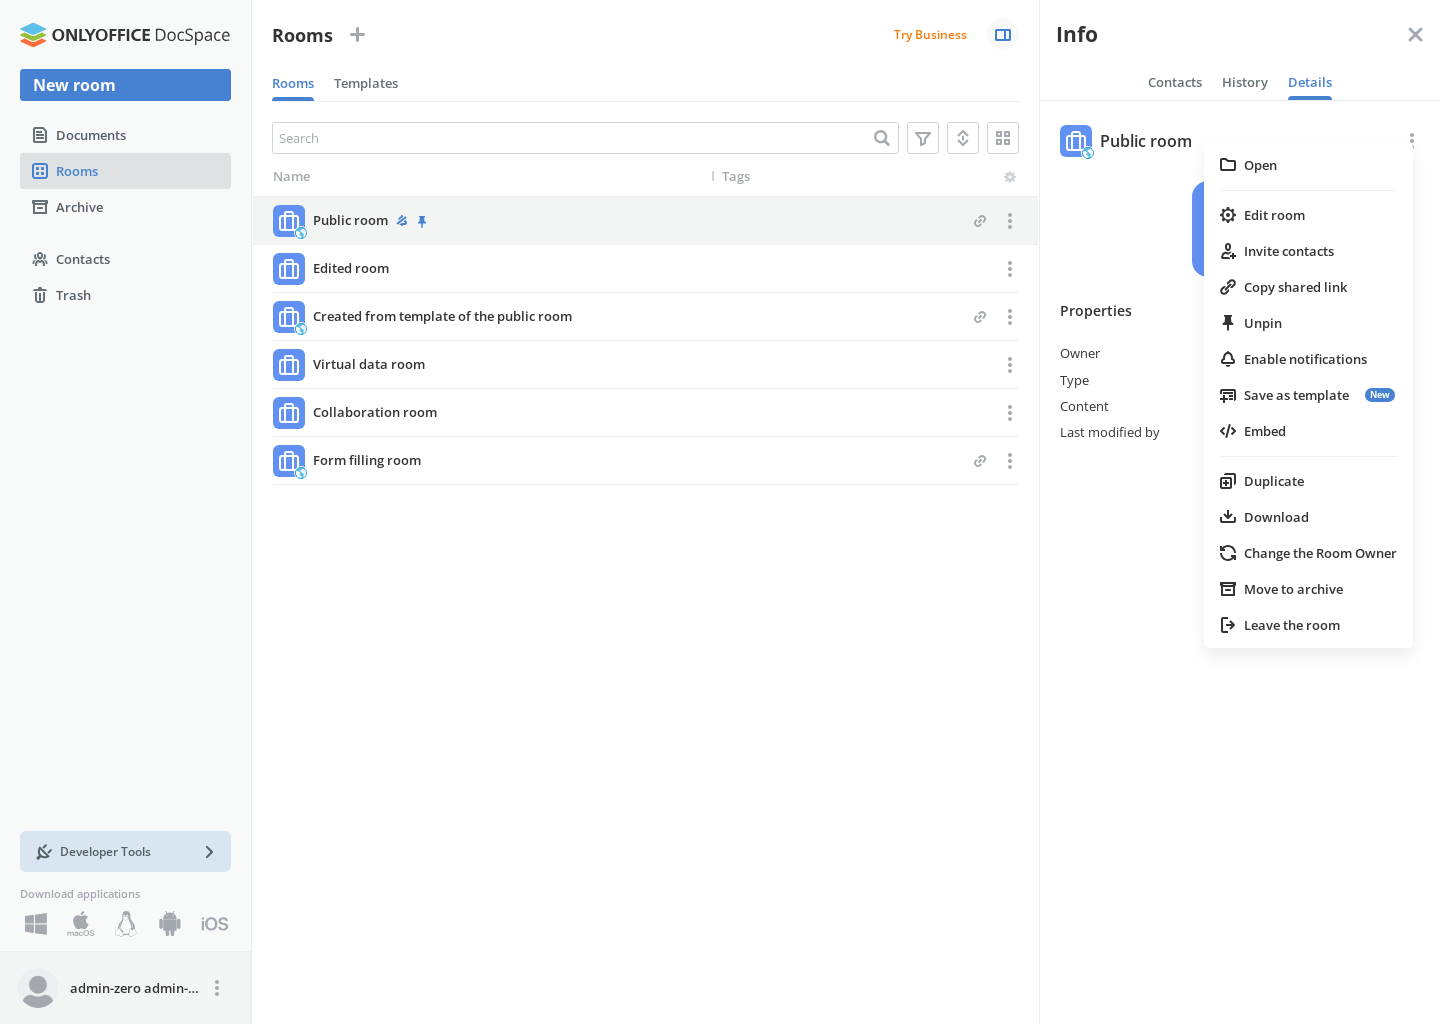 ONLYOFFICE DocSpace
New room
Documents
Rooms
Archive
Contacts
Trash
Developer Tools
Download applications
macOS
iOS
admin-zero admin-...
Rooms
Try Business
Rooms
Templates
Search
Name
Tags
Public room
Edited room
Created from template of the public room
Virtual data room
Collaboration room
Form filling room
Info
Contacts
History
Details
Public room
Properties
Owner
Type
Content
Last modified by
Open
Edit room
Invite contacts
Copy shared link
Unpin
Enable notifications
Save as template New
Embed
Duplicate
Download
Change the Room Owner
Move to archive
Leave the room